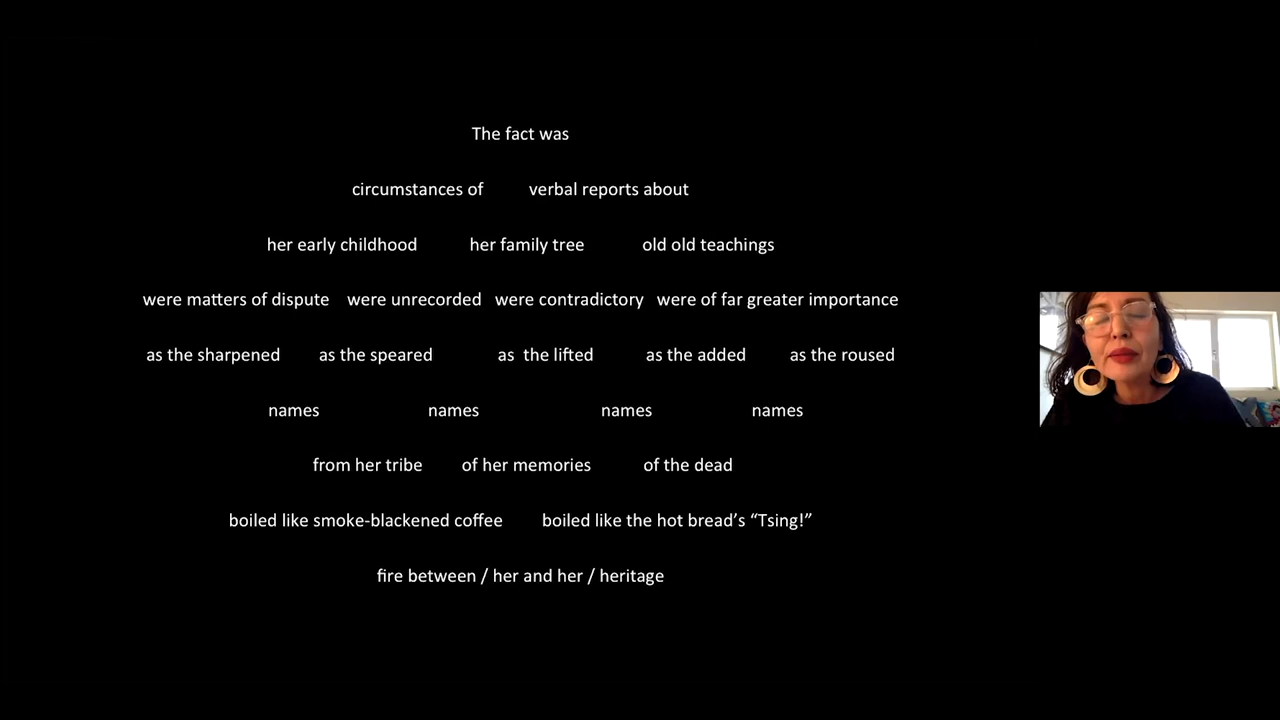 The fact was
circumstances of verbal reports about
her early childhood her family tree old old teachings
were matters of dispute were unrecorded were contradictory were of far greater importance
as the sharpened as the speared as the lifted as the added as the roused
names names names names
from her tribe of her memories of the dead
boiled like smoke-blackened coffee boiled like the hot bread’s “Tsing!”
fire between / her and her / heritage